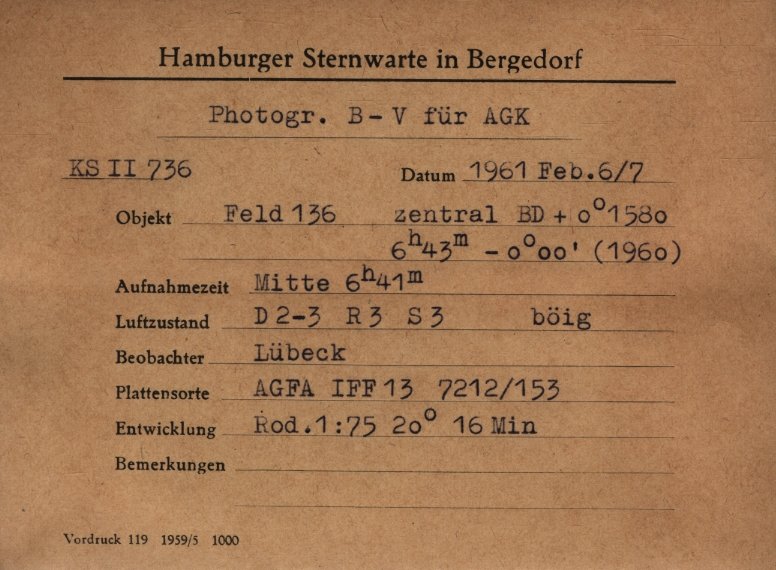 Hamburger Sternwarte in Bergedorf
Photogr. B-V für AGK
KS II 736 Datum 1961 Feb.6/7
Objekt Feld 136 zentral BD + 0°1580
6ʰ43ᵐ - 0°00' (1960)
Aufnahmezeit Mitte 6ʰ41ᵐ
Luftzustand D 2-3 R 3 S 3 böig
Beobachter Lübeck
Plattensorte AGFA IFF 13 7212/153
Entwicklung Rod.1:75 20° 16 Min
Bemerkungen
Vordruck 119 1959/5 1000